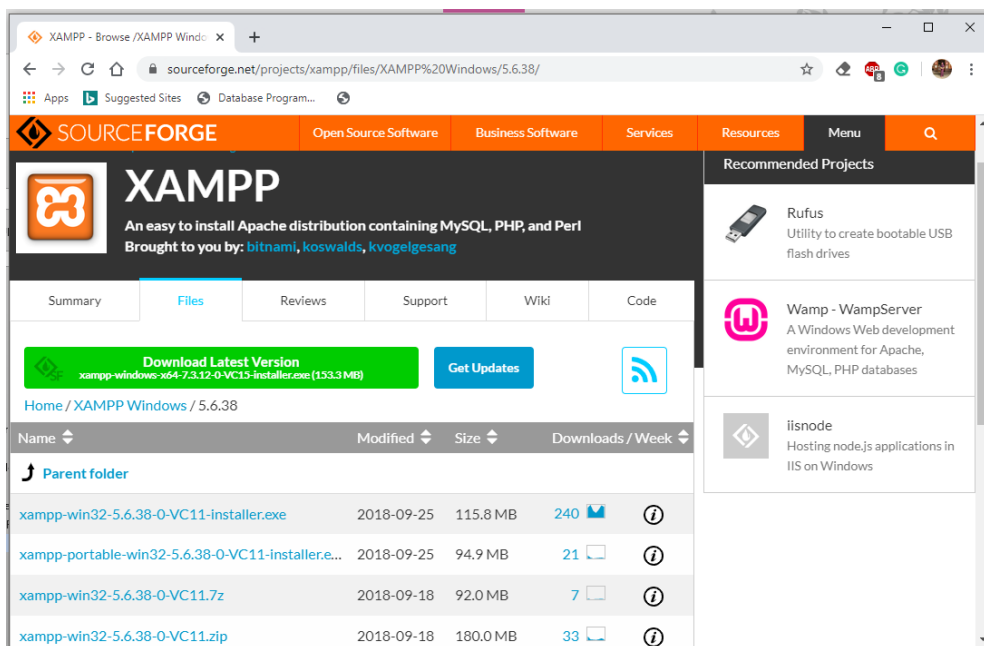 XAMPP - Browse /XAMPP Windo
sourceforge.net/projects/xampp/files/XAMPP%20Windows/5.6.38/
ABP
8
G
Apps
b
Suggested Sites
Database Program...
SOURCEFORGE
Open Source Software
Business Software
Services
Resources
Menu
XAMPP
An easy to install Apache distribution containing MySQL, PHP, and Perl
Brought to you by: bitnami, koswalds, kvogelgesang
Summary
Files
Reviews
Support
Wiki
Code
SF
Download Latest Version
xampp-windows-x64-7.3.12-0-VC15-installer.exe (153.3 MB)
Get Updates
Home / XAMPP Windows / 5.6.38
Name
Modified
Size
Downloads / Week
Parent folder
xampp-win32-5.6.38-0-VC11-installer.exe 2018-09-25 115.8 MB 240 i
xampp-portable-win32-5.6.38-0-VC11-installer.e... 2018-09-25 94.9 MB 21 i
xampp-win32-5.6.38-0-VC11.7z 2018-09-18 92.0 MB 7 i
xampp-win32-5.6.38-0-VC11.zip 2018-09-18 180.0 MB 33 i
Recommended Projects
Rufus
Utility to create bootable USB
flash drives
Wamp - WampServer
A Windows Web development
environment for Apache,
MySQL, PHP databases
iisnode
Hosting node.js applications in
IIS on Windows